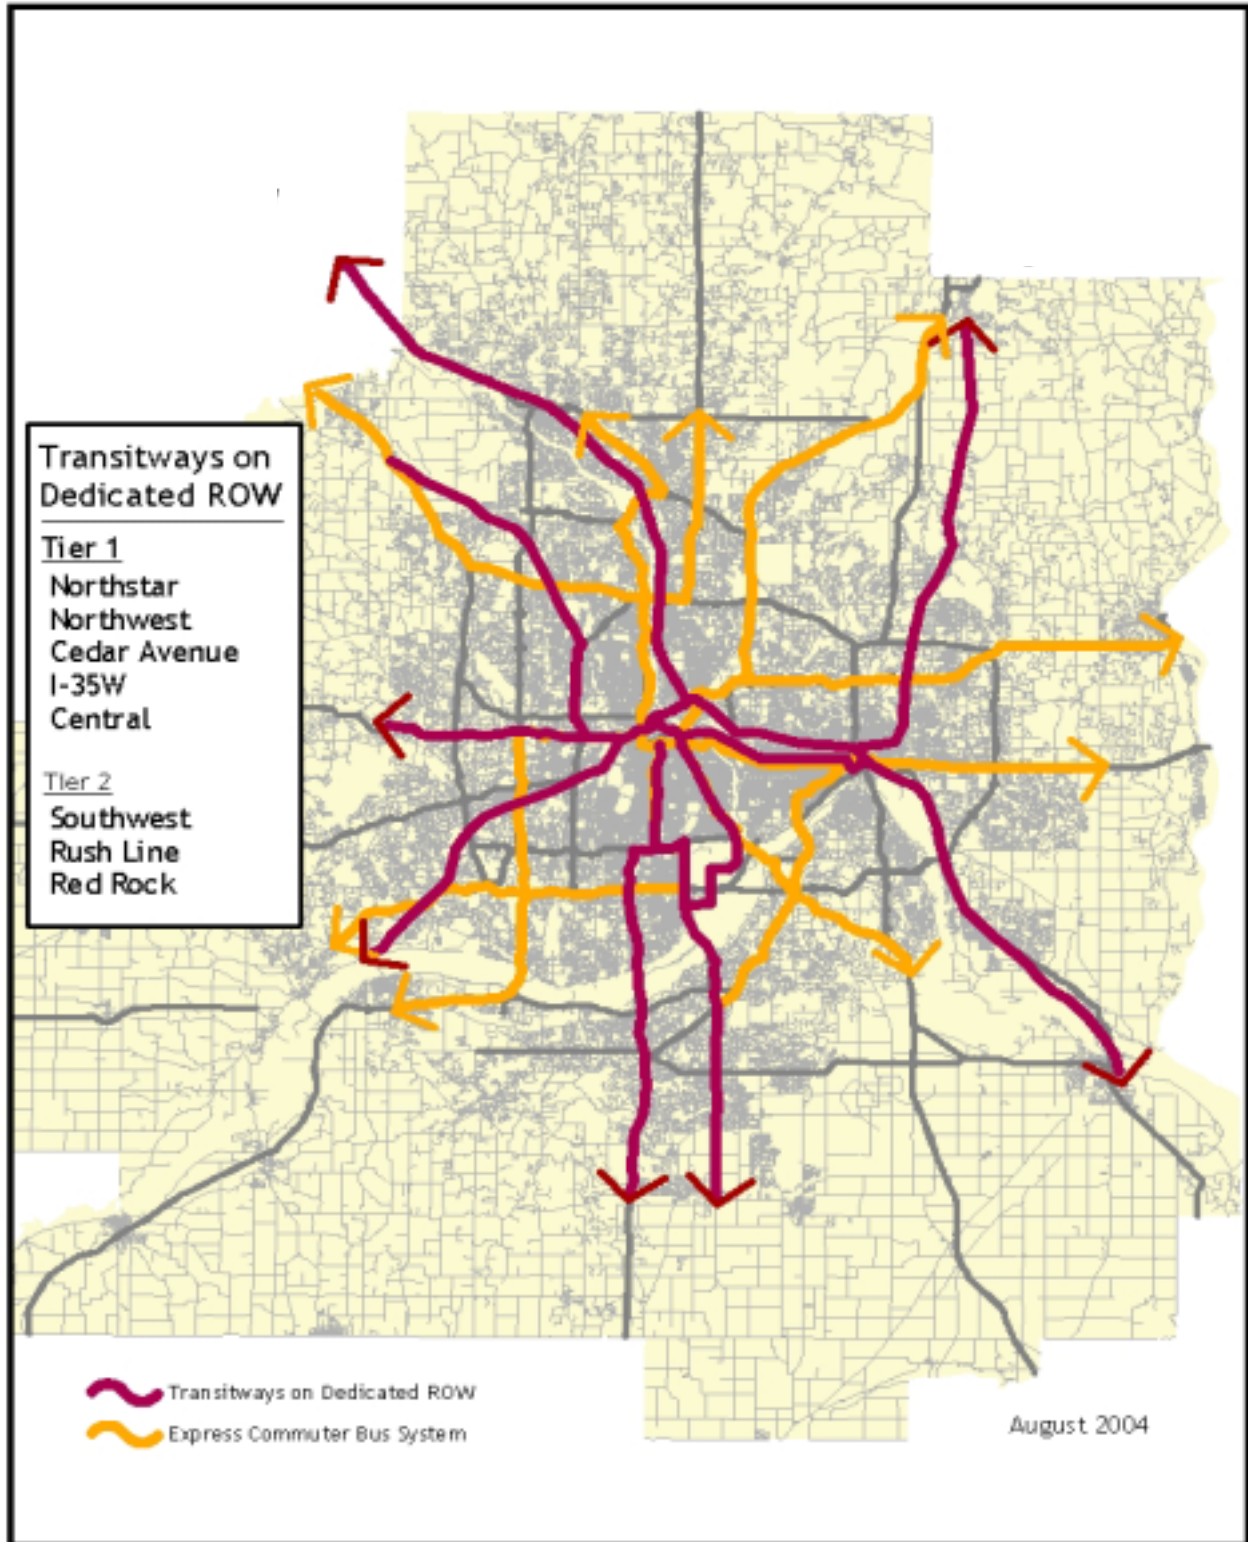 Transitways on
Dedicated ROW
Tier 1
Northstar
Northwest
Cedar Avenue
I-35W
Central
Tier 2
Southwest
Rush Line
Red Rock
Transitways on Dedicated ROW
Express Commuter Bus System
August 2004